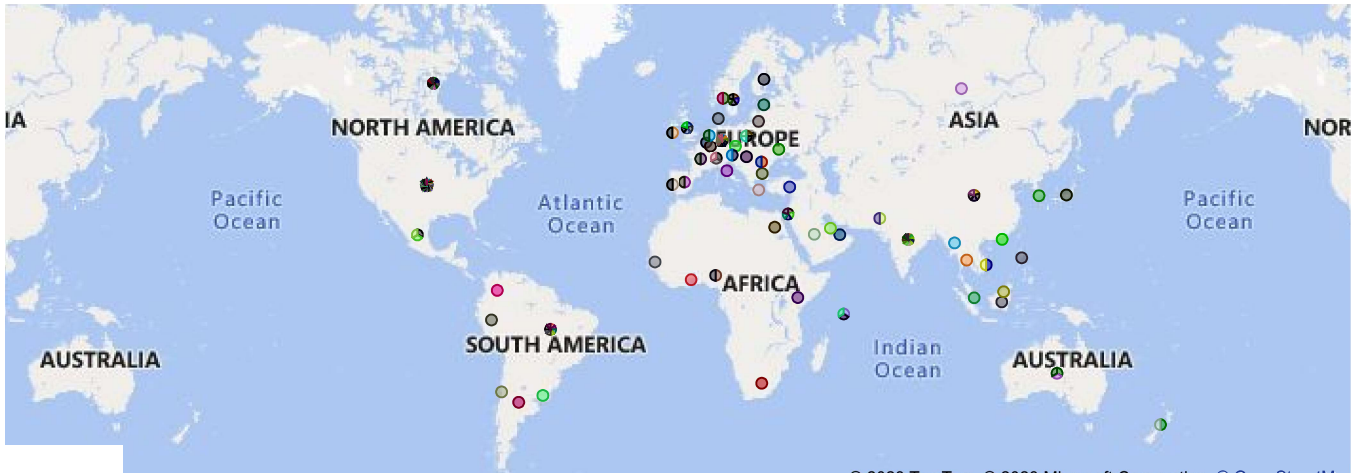 IA
NORTH AMERICA
EUROPE
ASIA
NOR
Pacific
Ocean
Atlantic
Ocean
Pacific
Ocean
AFRICA
SOUTH AMERICA
Indian
Ocean
AUSTRALIA
AUSTRALIA